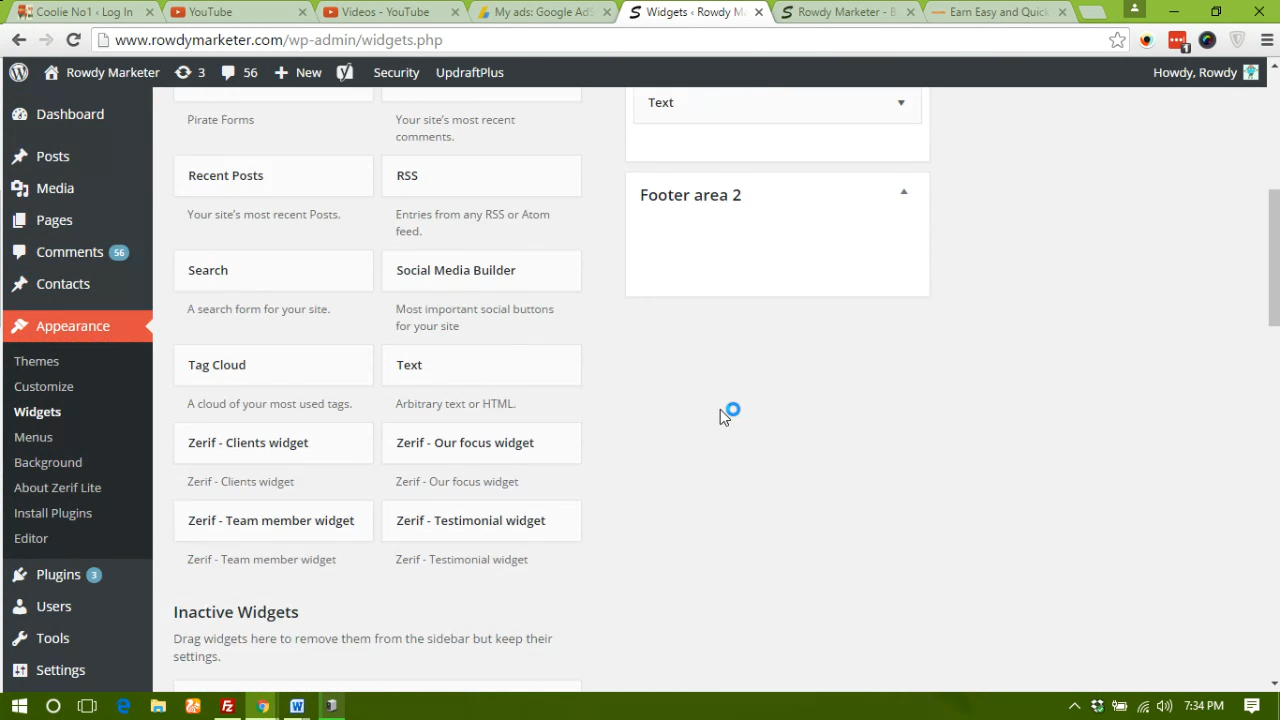 Coolie No1 ‹ Log In
YouTube
Videos - YouTube
My ads: Google AdS
Widgets ‹ Rowdy M
Rowdy Marketer - B
Earn Easy and Quick
www.rowdymarketer.com/wp-admin/widgets.php
1
Rowdy Marketer
3
56
New
Security
UpdraftPlus
Howdy, Rowdy
Dashboard
Posts
Media
Pages
Comments 56
Contacts
Appearance
Themes
Customize
Widgets
Menus
Background
About Zerif Lite
Install Plugins
Editor
Plugins 3
Users
Tools
Settings
Pirate Forms
Your site's most recent
comments.
Recent Posts
RSS
Your site's most recent Posts.
Entries from any RSS or Atom
feed.
Search
Social Media Builder
A search form for your site.
Most important social buttons
for your site
Tag Cloud
Text
A cloud of your most used tags.
Arbitrary text or HTML.
Zerif - Clients widget
Zerif - Our focus widget
Zerif - Clients widget
Zerif - Our focus widget
Zerif - Team member widget
Zerif - Testimonial widget
Zerif - Team member widget
Zerif - Testimonial widget
Inactive Widgets
Drag widgets here to remove them from the sidebar but keep their
settings.
Text
Footer area 2
7:34 PM